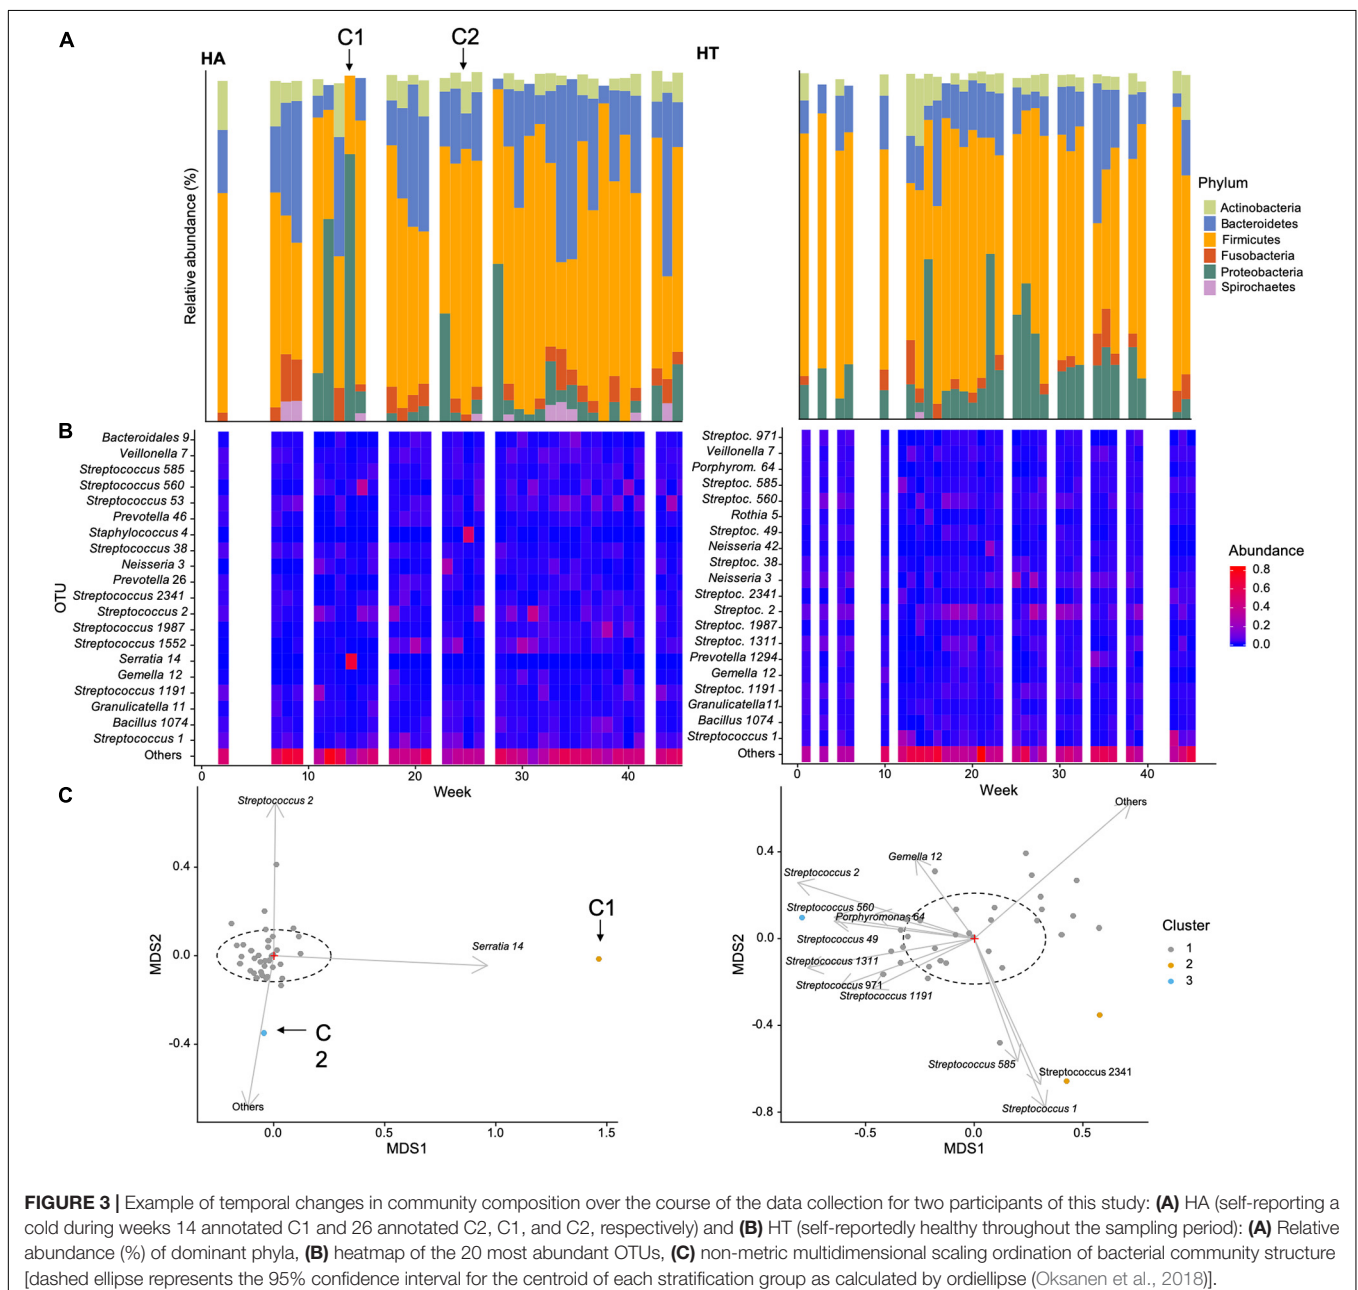 A
HA
C1
C2
HT
Relative abundance (%)
Phylum
Actinobacteria
Bacteroidetes
Firmicutes
Fusobacteria
Proteobacteria
Spirochaetes
B
OTU
Bacteroidales 9
Veillonella 7
Streptococcus 585
Streptococcus 560
Streptococcus 53
Prevotella 46
Staphylococcus 4
Streptococcus 38
Neisseria 3
Prevotella 26
Streptococcus 2341
Streptococcus 2
Streptococcus 1987
Streptococcus 1552
Serratia 14
Gemella 12
Streptococcus 1191
Granulicatella 11
Bacillus 1074
Streptococcus 1
Others
0 10 20 30 40
Week
Streptoc. 971
Veillonella 7
Porphyrom. 64
Streptoc. 585
Streptoc. 560
Rothia 5
Streptoc. 49
Neisseria 42
Streptoc. 38
Neisseria 3
Streptoc. 2341
Streptoc. 2
Streptoc. 1987
Streptoc. 1311
Prevotella 1294
Gemella 12
Streptoc. 1191
Granulicatella11
Bacillus 1074
Streptococcus 1
Others
0 10 20 30 40
Week
Abundance
0.8
0.6
0.4
0.2
0.0
C
MDS2
0.4
0.0
-0.4
Streptococcus 2
Serratia 14
C1
C
2
Others
0.0 0.5 1.0 1.5
MDS1
MDS2
0.4
0.0
-0.4
-0.8
Others
Gemella 12
Streptococcus 2
Streptococcus 560
Porphyromonas 64
Streptococcus 49
Streptococcus 1311
Streptococcus 971
Streptococcus 1191
Streptococcus 585
Streptococcus 2341
Streptococcus 1
-0.5 0.0 0.5
MDS1
Cluster
1
2
3
FIGURE 3 | Example of temporal changes in community composition over the course of the data collection for two participants of this study: (A) HA (self-reporting a
cold during weeks 14 annotated C1 and 26 annotated C2, C1, and C2, respectively) and (B) HT (self-reportedly healthy throughout the sampling period): (A) Relative
abundance (%) of dominant phyla, (B) heatmap of the 20 most abundant OTUs, (C) non-metric multidimensional scaling ordination of bacterial community structure
[dashed ellipse represents the 95% confidence interval for the centroid of each stratification group as calculated by ordiellipse (Oksanen et al., 2018)].